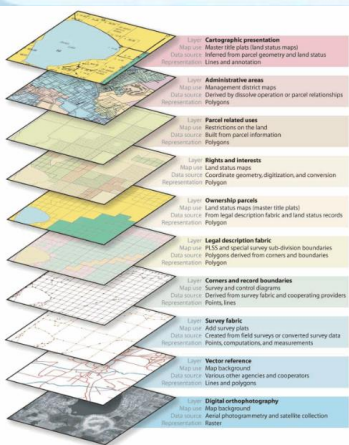 Layer Cartographic presentation
Map use Master title plats (land status maps)
Data source Inferred from parcel geometry and land status
Representation Lines and annotation
Layer Administrative areas
Map use Management district maps
Data source Derived by dissolve operation or parcel relationships
Representation Polygons
Layer Parcel related uses
Map use Restrictions on the land
Data source Built from parcel information
Representation Polygons
Layer Rights and interests
Map use Land status maps
Data source Coordinate geometry, digitization, and conversion
Representation Polygon
Layer Ownership parcels
Map use Land status maps (master title plats)
Data source From legal description fabric and land status records
Representation Polygon
Layer Legal description fabric
Map use PLSS and special survey sub-division boundaries
Data source Polygons derived from corners and boundaries
Representation Polygon
Layer Corners and record boundaries
Map use Survey and control diagrams
Data source Derived from survey fabric and cooperating providers
Representation Points, lines
Layer Survey fabric
Map use Add survey plats
Data source Created from field surveys or converted survey data
Representation Points, computations, and measurements
Layer Vector reference
Map use Map background
Data source Various other agencies and cooperators
Representation Lines and polygons
Layer Digital orthophotography
Map use Map background
Data source Aerial photogrammetry and satellite collection
Representation Raster